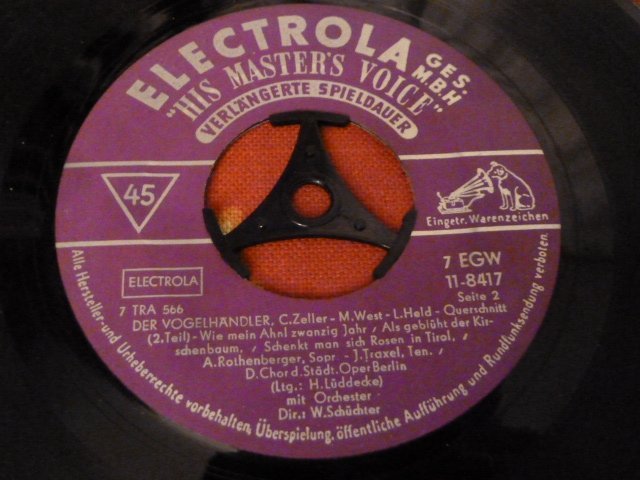 ELECTROLA GES. MBH
"HIS MASTER'S VOICE"
VERLÄNGERTE SPIELDAUER
45
Eingetr. Warenzeichen
ELECTROLA
7 EGW
11-8417
7 TRA 566
Seite 2
DER VOGELHÄNDLER, C.Zeller - M.West - L.Held - Querschnitt
(2.Teil) - Wie mein Ahnl zwanzig Jahr, Als geblüht der Kir-
schenbaum, Schenkt man sich Rosen in Tirol,
A.Rothenberger, Sopr. - J.Traxel, Ten.
D.Chor d.Städt.Oper Berlin
(Ltg.: H.Lüddecke)
mit Orchester
Dir.: W.Schüchter
Alle Hersteller- und Urheberrechte vorbehalten, Überspielung, öffentliche Aufführung und Rundfunksendung verboten.